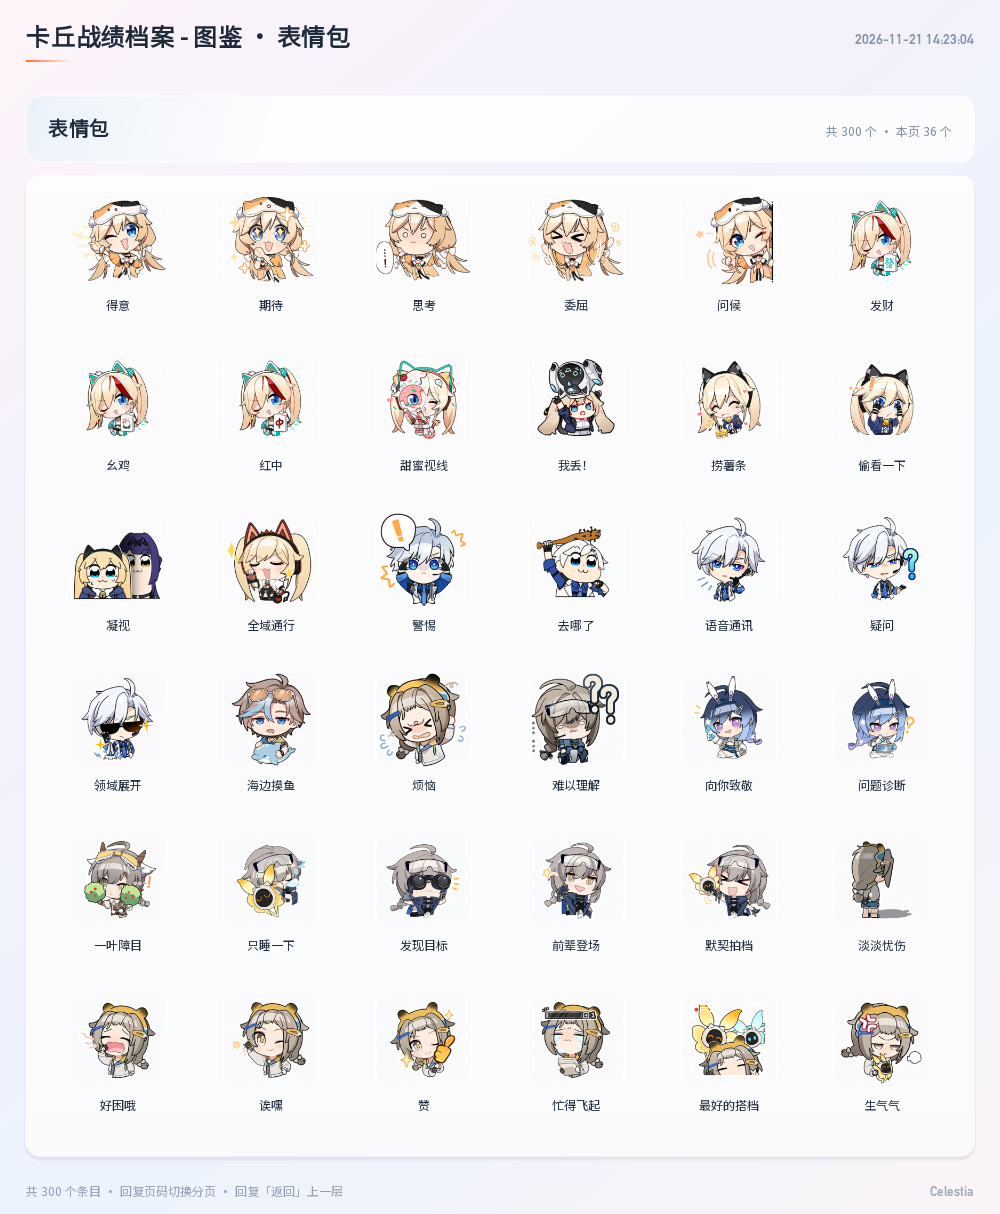 卡丘战绩档案 - 图鉴 · 表情包
2026-11-21 14:23:04
表情包
共 300 个 • 本页 36 个
得意
期待
思考
委屈
问候
发财
幺鸡
红中
甜蜜视线
我丢！
捞薯条
偷看一下
凝视
全域通行
警惕
去哪了
语音通讯
疑问
领域展开
海边摸鱼
烦恼
难以理解
向你致敬
问题诊断
一叶障目
只睡一下
发现目标
前辈登场
默契拍档
淡淡忧伤
好困哦
诶嘿
赞
忙得飞起
最好的搭档
生气气
共 300 个条目 • 回复页码切换分页 • 回复「返回」上一层
Celestia